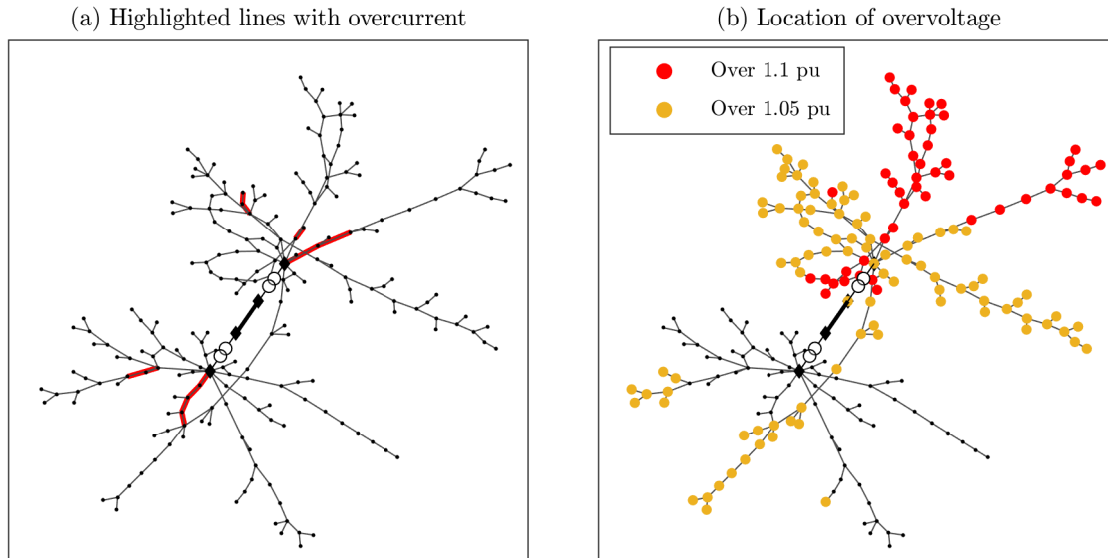 (a) Highlighted lines with overcurrent
(b) Location of overvoltage
Over 1.1 pu
Over 1.05 pu